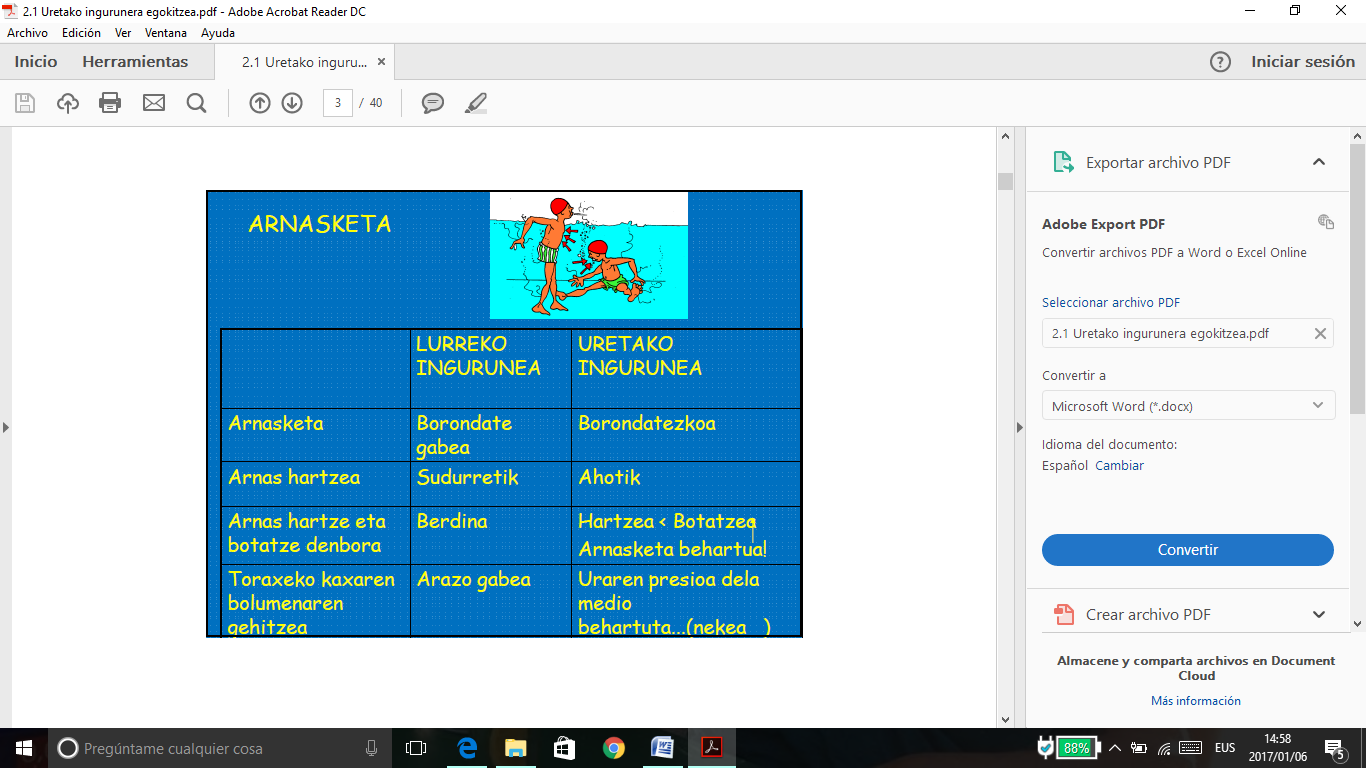 2.1 Uretako ingurunera egokitzea.pdf - Adobe Acrobat Reader DC
Archivo Edición Ver Ventana Ayuda
Inicio Herramientas 2.1 Uretako inguru... × ? Iniciar sesión
3 / 40
ARNASKETA
LURREKO INGURUNEA
URETAKO INGURUNEA
Arnasketa
Borondate gabea
Borondatezkoa
Arnas hartzea
Sudurretik
Ahotik
Arnas hartze eta
botatze denbora
Berdina
Hartzea < Botatzea
Arnasketa behartua!
Toraxeko kaxaren
bolumenaren
gehitzea
Arazo gabea
Uraren presioa dela
medio
behartuta...(nekea )
Exportar archivo PDF
Adobe Export PDF
Convertir archivos PDF a Word o Excel Online
Seleccionar archivo PDF
2.1 Uretako ingurunera egokitzea.pdf
Convertir a
Microsoft Word (*.docx)
Idioma del documento:
Español Cambiar
Convertir
Crear archivo PDF
Almacene y comparta archivos en Document
Cloud
Más información
Pregúntame cualquier cosa
88%
EUS
14:58
2017/01/06
5